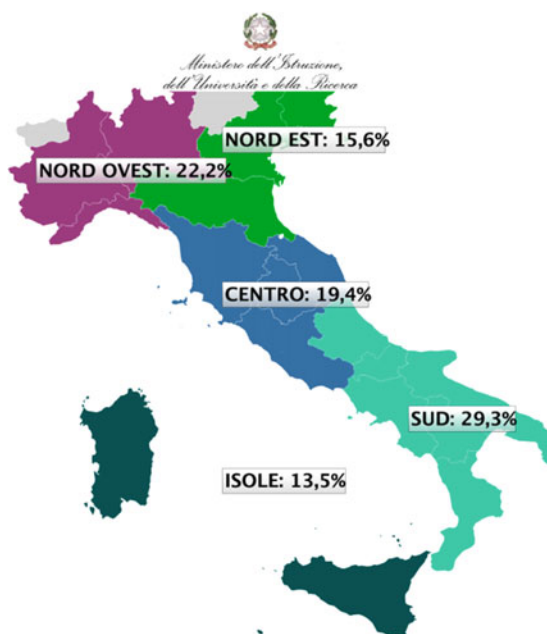 Ministero dell'Istruzione,
dell'Università e della Ricerca
NORD EST: 15,6%
NORD OVEST: 22,2%
CENTRO: 19,4%
SUD: 29,3%
ISOLE: 13,5%